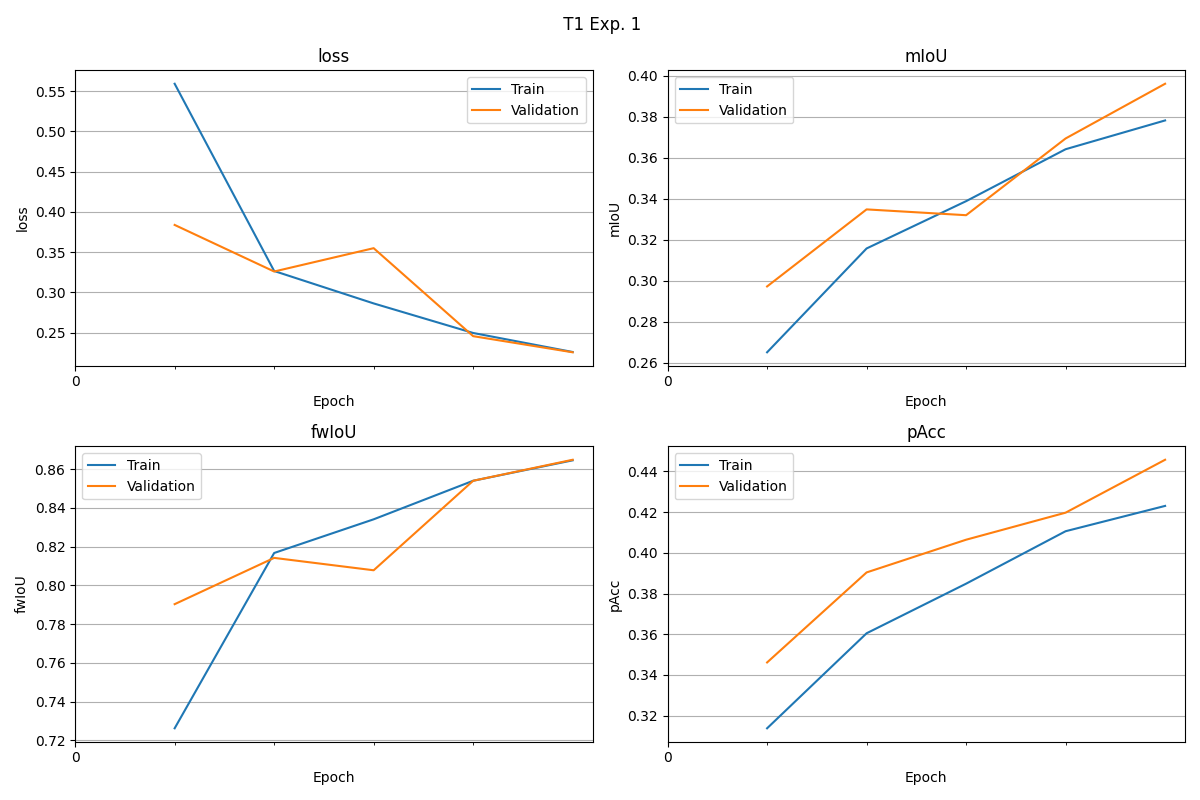 T1 Exp. 1
loss
Train
Validation
0.55
0.50
0.45
0.40
0.35
0.30
0.25
loss
0
Epoch
mIoU
Train
Validation
0.40
0.38
0.36
0.34
0.32
0.30
0.28
0.26
mIoU
0
Epoch
fwIoU
Train
Validation
0.86
0.84
0.82
0.80
0.78
0.76
0.74
0.72
fwIoU
0
Epoch
pAcc
Train
Validation
0.44
0.42
0.40
0.38
0.36
0.34
0.32
pAcc
0
Epoch